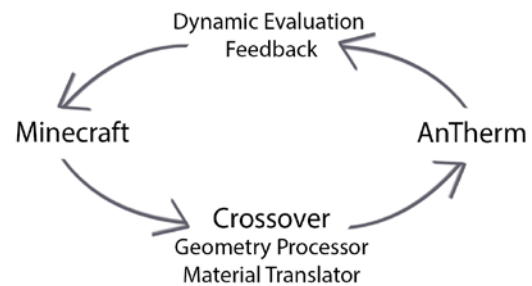 Dynamic Evaluation
Feedback
Minecraft
AnTherm
Crossover
Geometry Processor
Material Translator